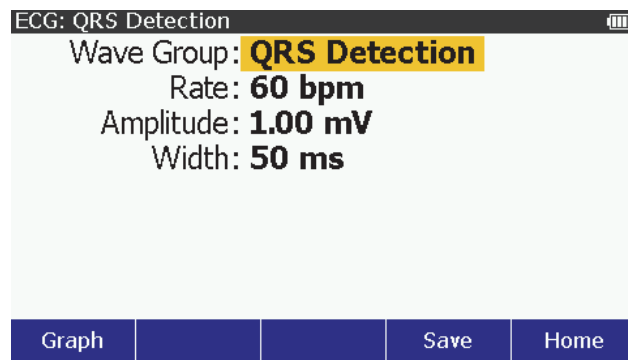 ECG: QRS Detection
Wave Group: QRS Detection
Rate: 60 bpm
Amplitude: 1.00 mV
Width: 50 ms
Graph Save Home